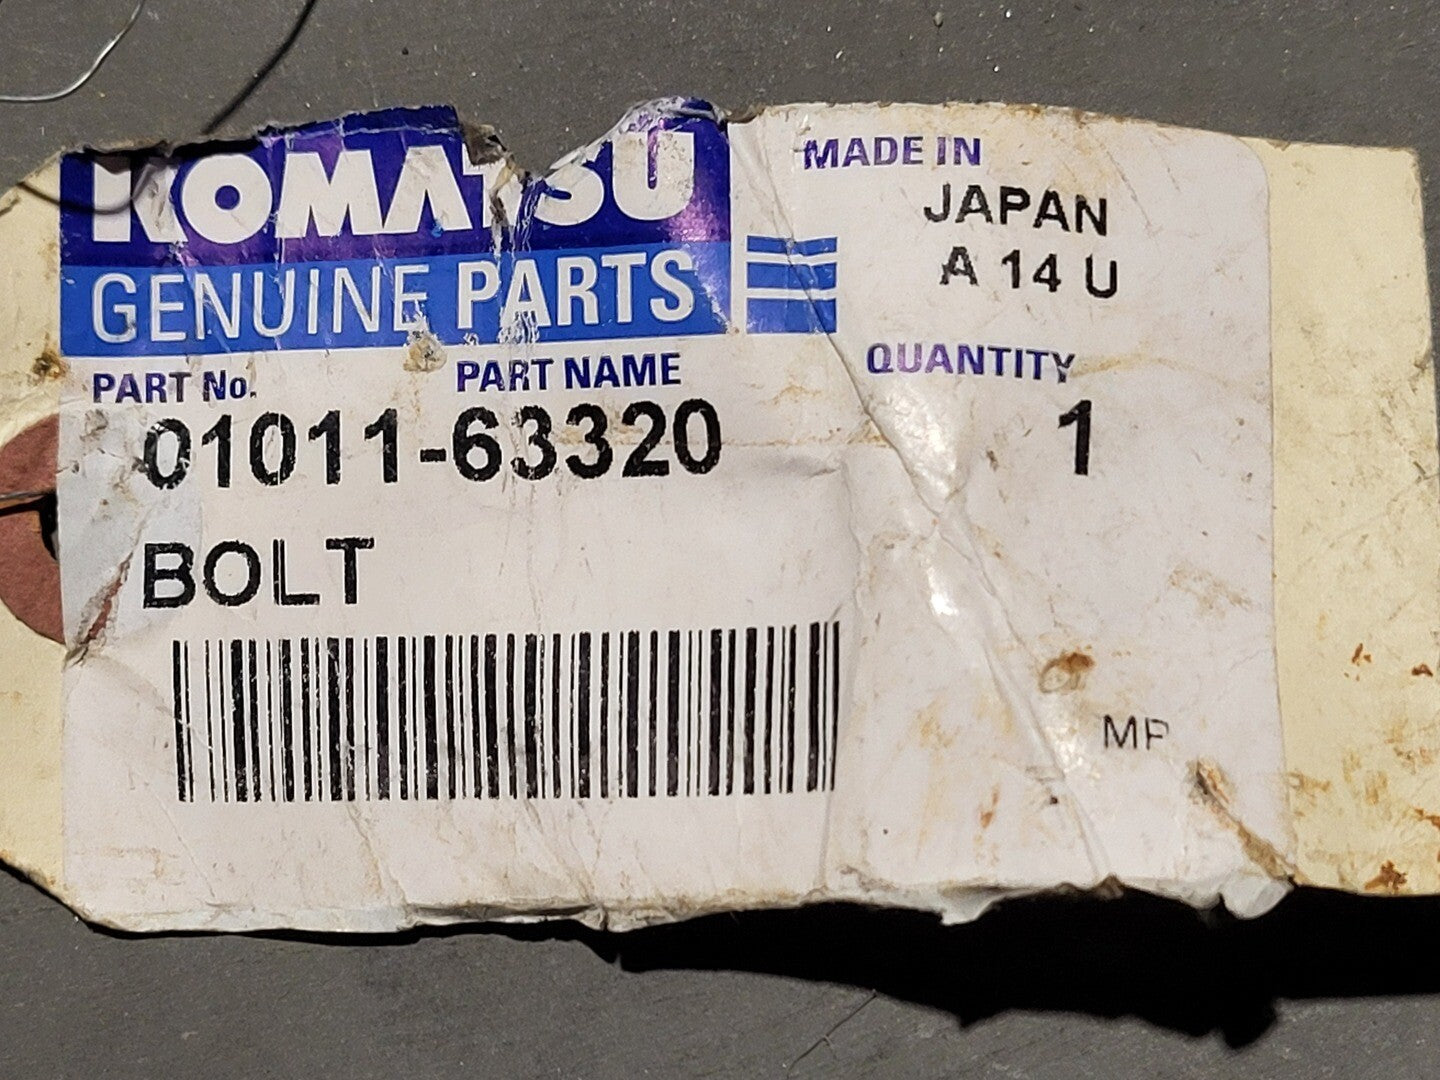 KOMATSU
GENUINE PARTS
MADE IN
JAPAN
A 14 U
PART No.
PART NAME
QUANTITY
01011-63320
1
BOLT
MP